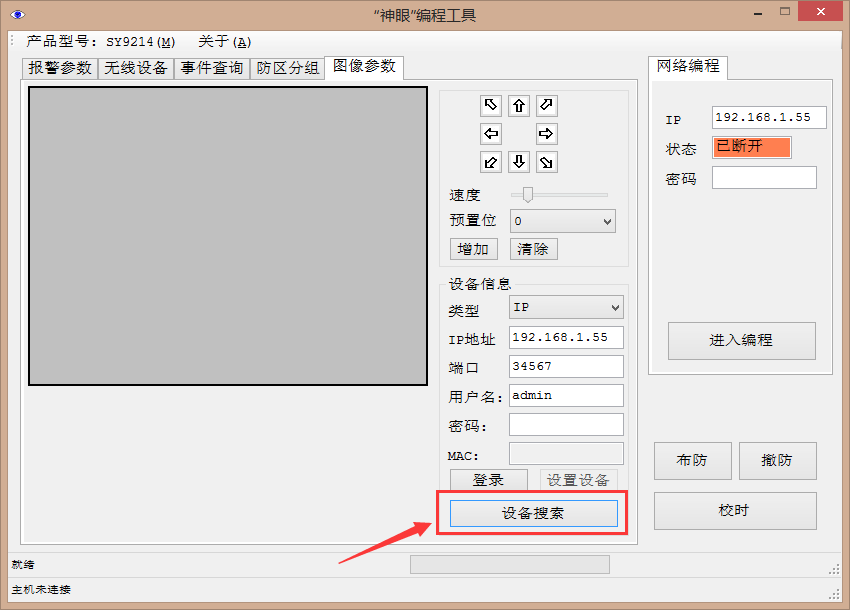 “神眼”编程工具
产品型号: SY9214(M) 关于(A)
报警参数 无线设备 事件查询 防区分组 图像参数
速度
预置位 0
增加 清除
设备信息
类型 IP
IP地址 192.168.1.55
端口 34567
用户名: admin
密码:
MAC:
登录 设置设备
设备搜索
网络编程
IP 192.168.1.55
状态 已断开
密码
进入编程
布防 撤防
校时
就绪
主机未连接